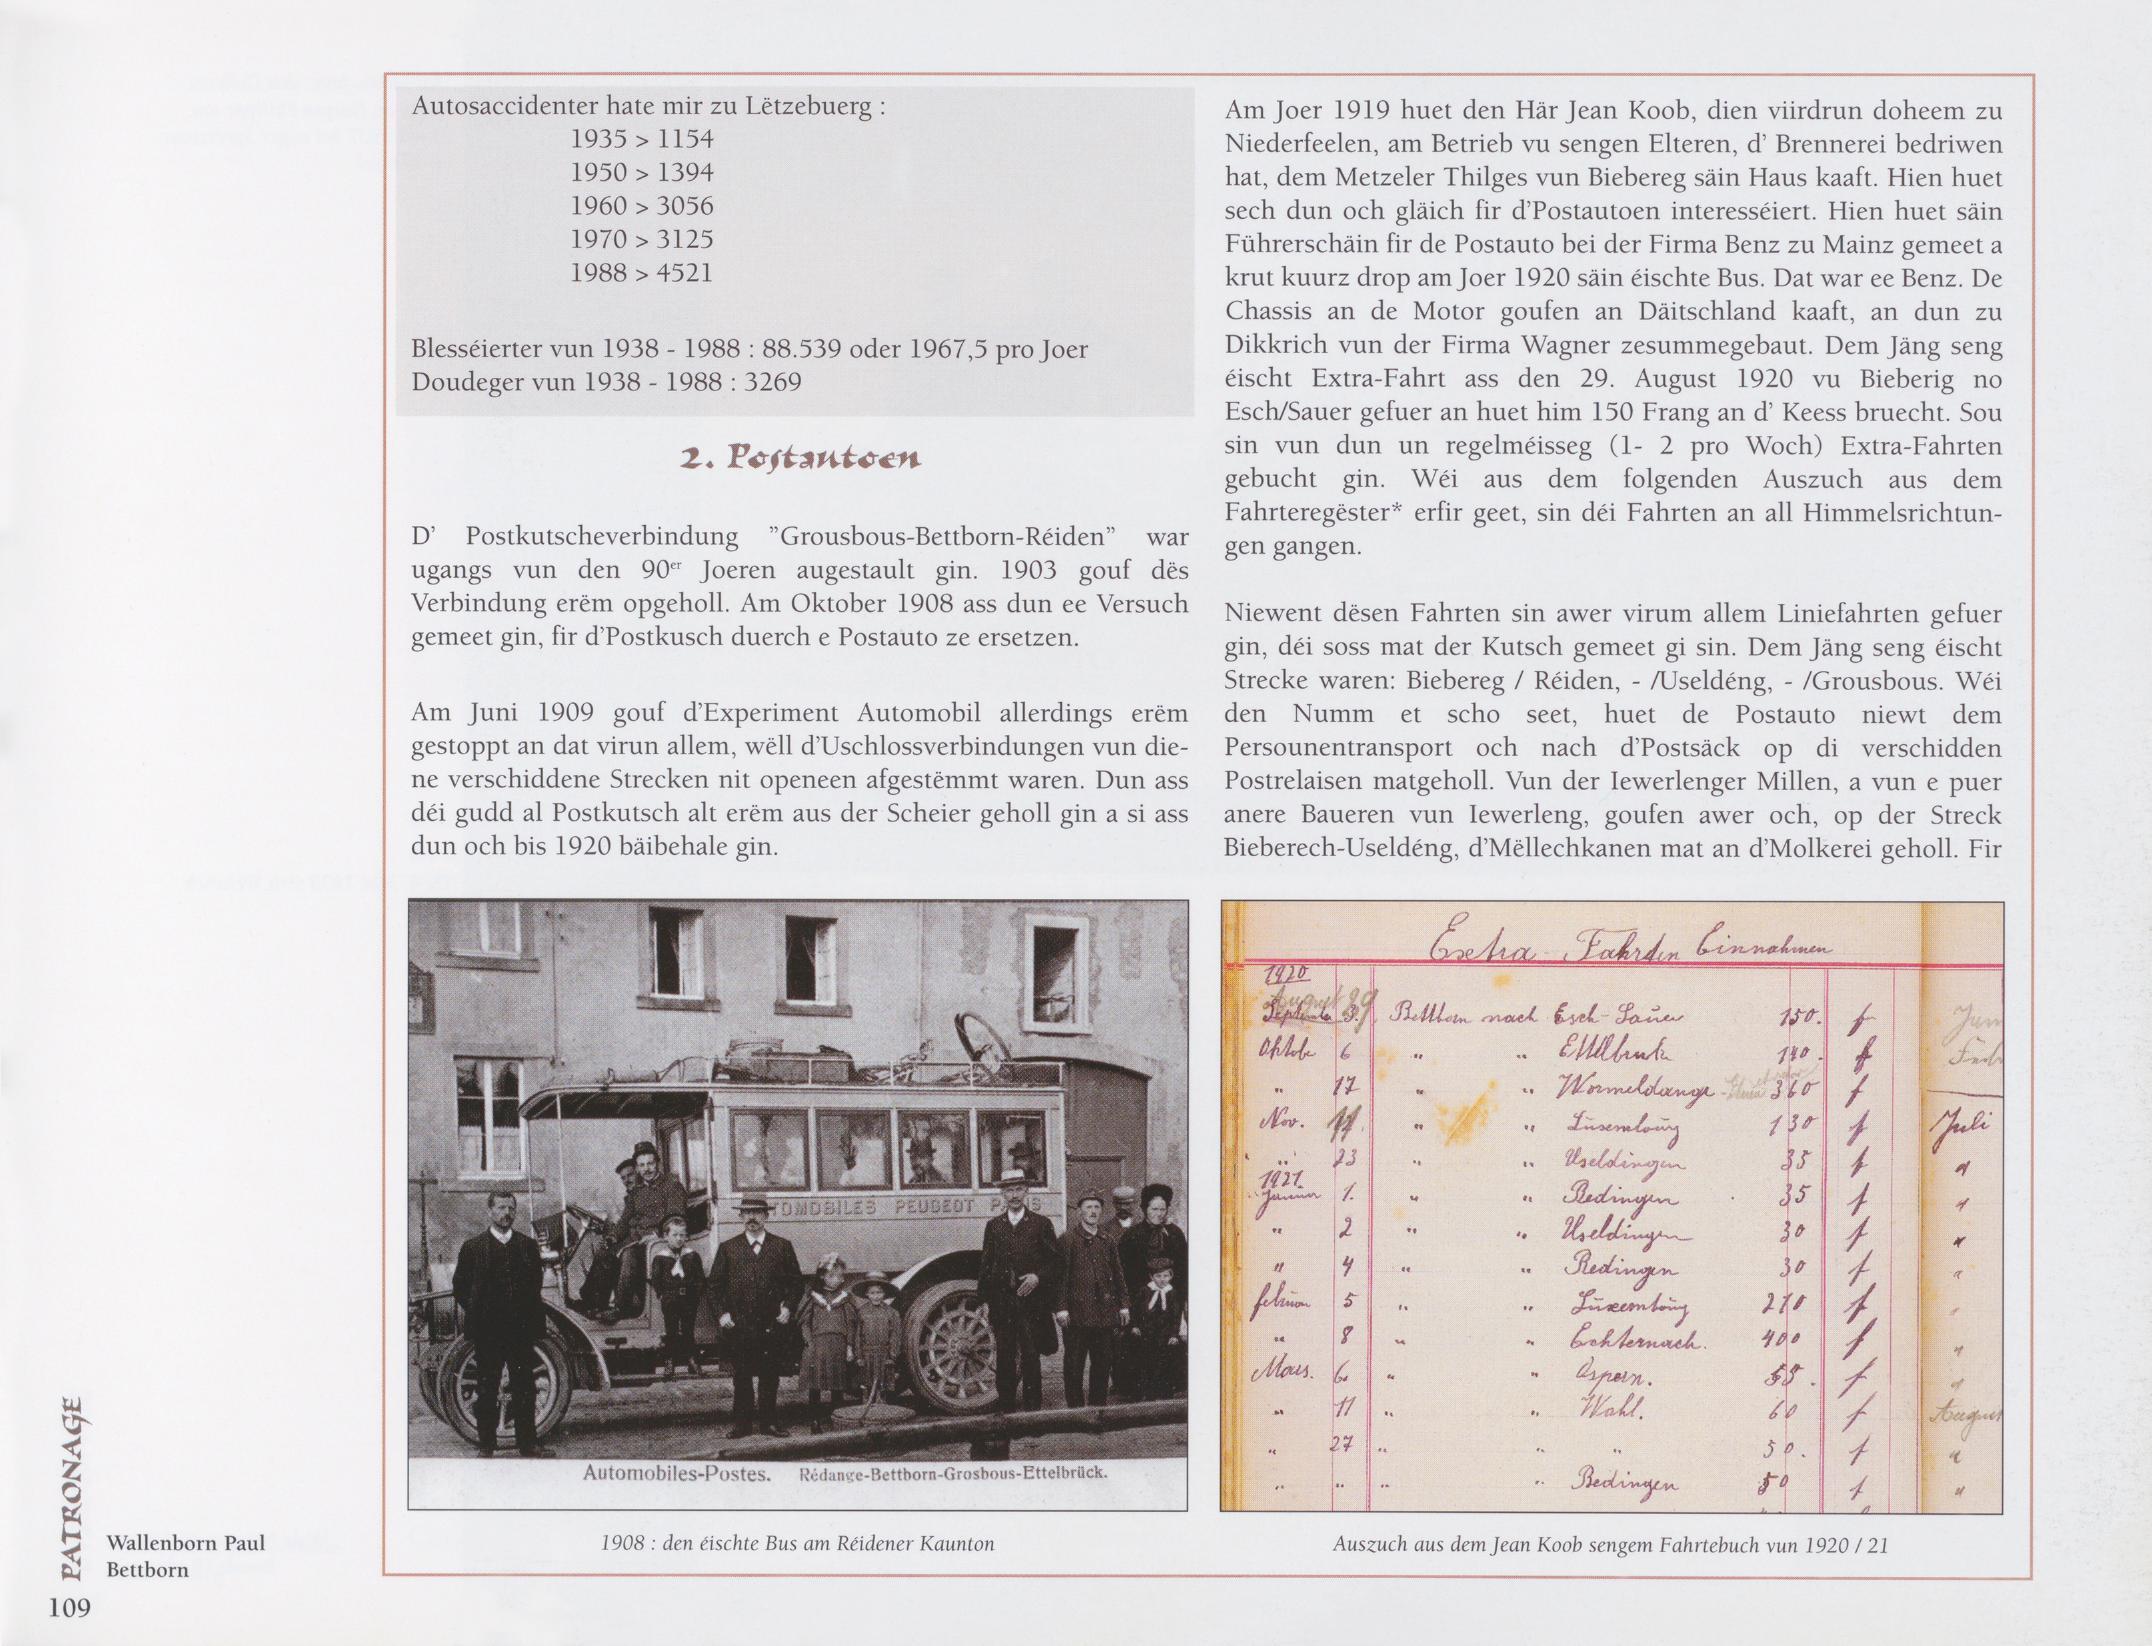 Autosaccidenter hate mir zu Lëtzebuerg :
1935 > 1154
1950 > 1394
1960 > 3056
1970 > 3125
1988 > 4521
Blesséierter vun 1938 - 1988 : 88.539 oder 1967,5 pro Joer
Doudeger vun 1938 - 1988 : 3269
2. Postautoen
D' Postkutscheverbindung ”Grousbous-Bettborn-Réiden” war
ugangs vun den 90er Joeren augestault gin. 1903 gouf dës
Verbindung erëm opgeholl. Am Oktober 1908 ass dun ee Versuch
gemeet gin, fir d'Postkusch duerch e Postauto ze ersetzen.
Am Juni 1909 gouf d'Experiment Automobil allerdings erëm
gestoppt an dat virun allem, wëll d'Uschlossverbindungen vun die-
ne verschiddene Strecken nit openeen afgestëmmt waren. Dun ass
déi gudd al Postkutsch alt erëm aus der Scheier geholl gin a si ass
dun och bis 1920 bäibehale gin.
TOMOBILES PEUGEOT PARIS
Automobiles-Postes. Rédange-Bettborn-Grosbous-Ettelbrück.
1908 : den éischte Bus am Réidener Kaunton
Am Joer 1919 huet den Här Jean Koob, dien viirdrun doheem zu
Niederfeelen, am Betrieb vu sengen Elteren, d' Brennerei bedriwen
hat, dem Metzeler Thilges vun Biebereg säin Haus kaaft. Hien huet
sech dun och gläich fir d'Postautoen interesséiert. Hien huet säin
Führerschäin fir de Postauto bei der Firma Benz zu Mainz gemeet a
krut kuurz drop am Joer 1920 säin éischte Bus. Dat war ee Benz. De
Chassis an de Motor goufen an Däitschland kaaft, an dun zu
Dikkrich vun der Firma Wagner zesummegebaut. Dem Jäng seng
éischt Extra-Fahrt ass den 29. August 1920 vu Bieberig no
Esch/Sauer gefuer an huet him 150 Frang an d' Keess bruecht. Sou
sin vun dun un regelméisseg (1- 2 pro Woch) Extra-Fahrten
gebucht gin. Wéi aus dem folgenden Auszuch aus dem
Fahrteregëster* erfir geet, sin déi Fahrten an all Himmelsrichtun-
gen gangen.
Niewent dësen Fahrten sin awer virum allem Liniefahrten gefuer
gin, déi soss mat der Kutsch gemeet gi sin. Dem Jäng seng éischt
Strecke waren: Biebereg / Réiden, - /Useldéng, - /Grousbous. Wéi
den Numm et scho seet, huet de Postauto niewt dem
Persounentransport och nach d'Postsäck op di verschidden
Postrelaisen matgeholl. Vun der Iewerlenger Millen, a vun e puer
anere Baueren vun Iewerleng, goufen awer och, op der Streck
Bieberech-Useldéng, d'Mëllechkanen mat an d'Molkerei geholl. Fir
Extra-Fahrten Einnahmen
1920
August 29
Septembe 3. Bettborn nach Esch-Sauer 150. f
Oktobe 6 " " Ettelbruck 140. f
" 17 " " Wormeldange 360 f
Nov. 11. " " Luxemburg 130 f
" 23 " " Useldingen 35 f
1921
Januar 1. " " Redingen 35 f
" 2 " " Useldingen 30 f
" 4 " " Redingen 30 f
februar 5 " " Luxemburg 210 f
" 8 " " Echternach. 400 f
Mars. 6. " " Ospern. 55. f
" 11 " " Wahl. 60 f
" 27 " " " 50. f
" " " " Redingen 50 f
Juli
August
Auszuch aus dem Jean Koob sengem Fahrtebuch vun 1920 / 21
PATRONAGE
Wallenborn Paul
Bettborn
109